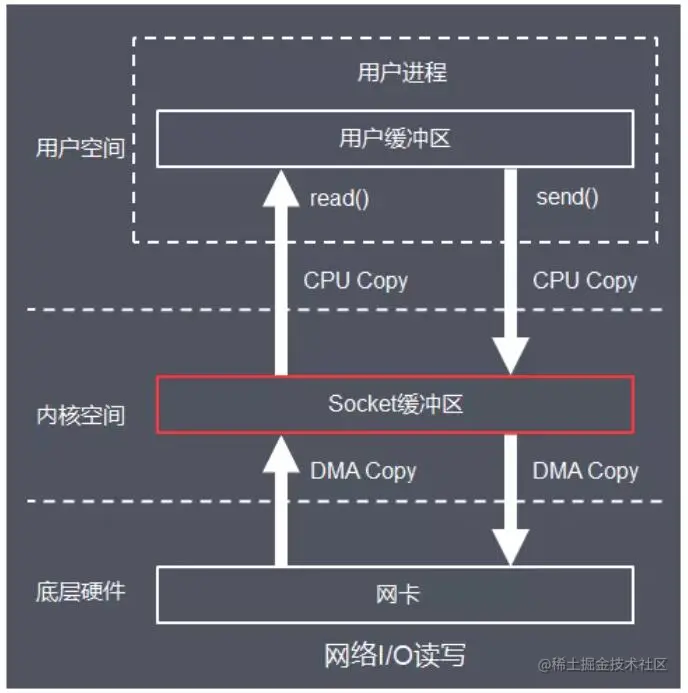 用户进程
用户缓冲区
用户空间
read()
send()
CPU Copy
CPU Copy
Socket缓冲区
内核空间
DMA Copy
DMA Copy
底层硬件
网卡
网络I/O读写
@稀土掘金技术社区